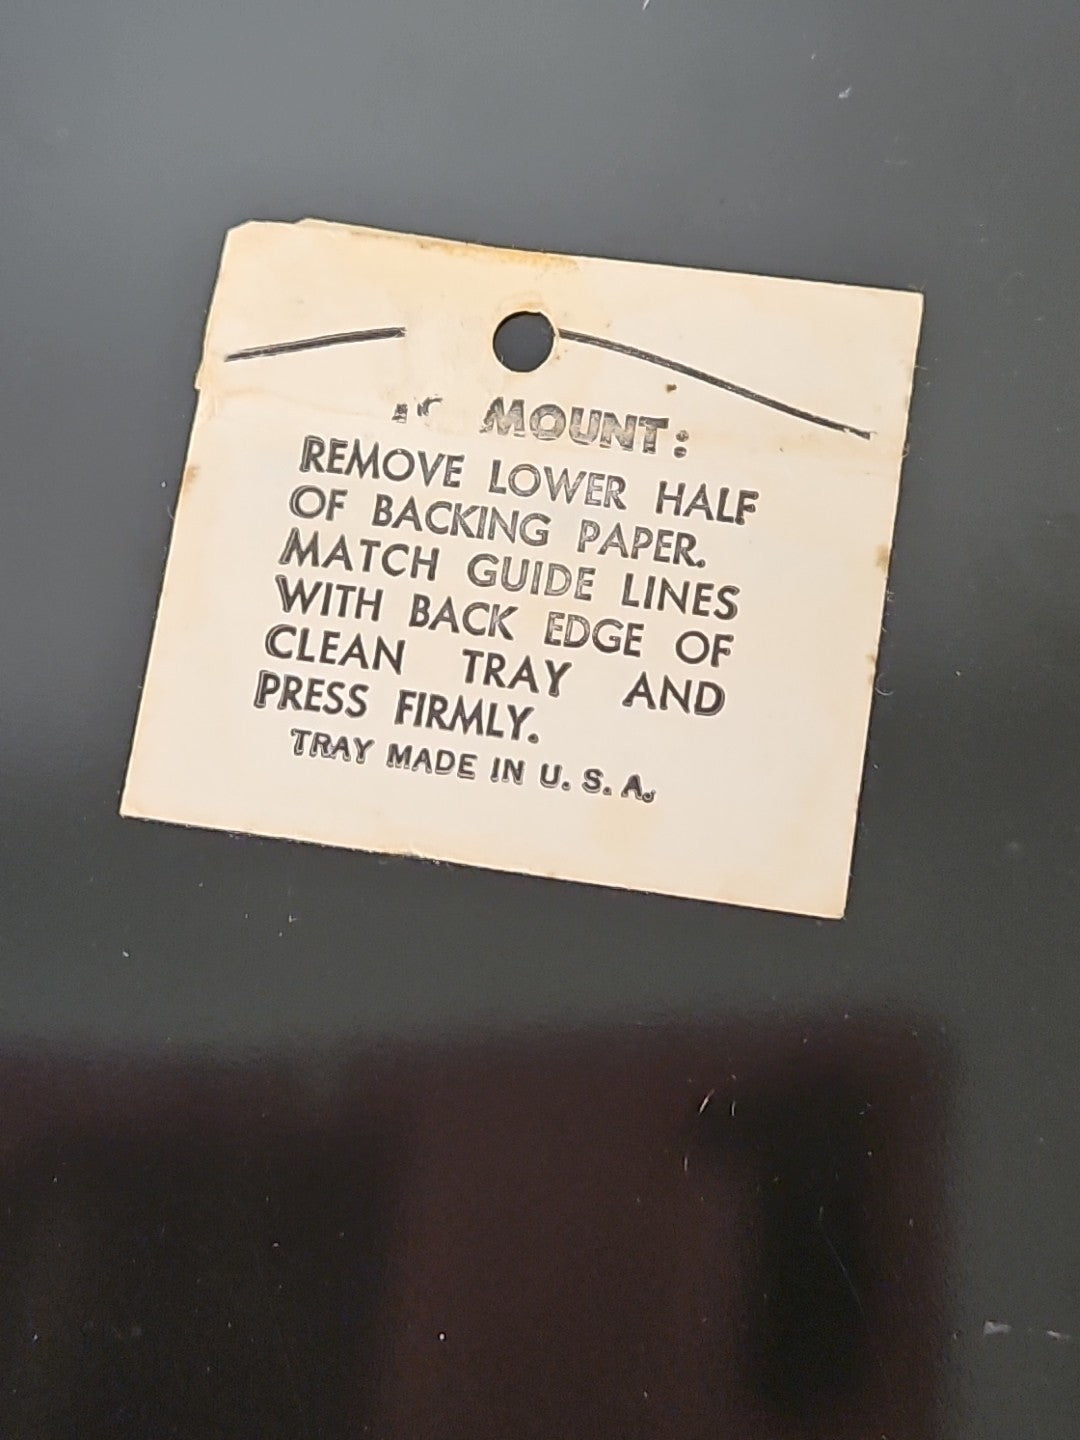 MOUNT:
REMOVE LOWER HALF
OF BACKING PAPER.
MATCH GUIDE LINES
WITH BACK EDGE OF
CLEAN TRAY AND
PRESS FIRMLY.
TRAY MADE IN U. S. A.